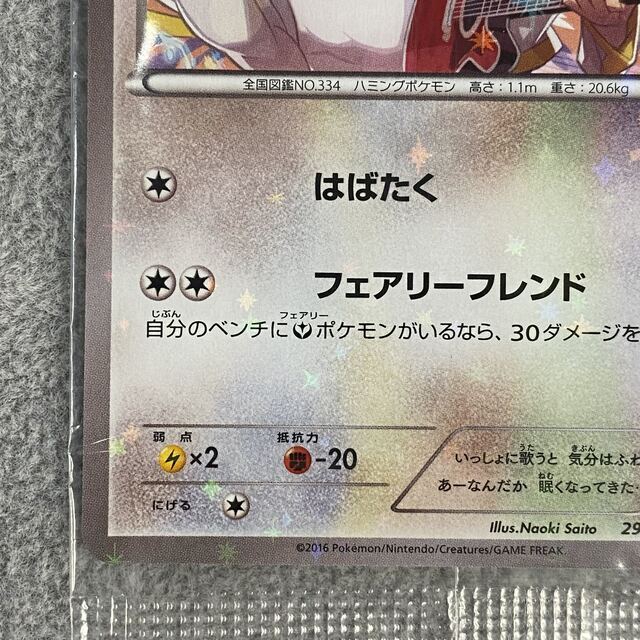 全国図鑑NO.334 ハミングポケモン 高さ:1.1m 重さ:20.6kg
はばたく
フェアリーフレンド
じぶん フェアリー
自分のベンチにポケモンがいるなら、30ダメージを
弱点 抵抗力
×2 -20
うた きぶん
いっしょに歌うと 気分はふわ
ねむ
あーなんだか 眠くなってきた…
にげる
Illus.Naoki Saito 29
©2016 Pokémon/Nintendo/Creatures/GAME FREAK.